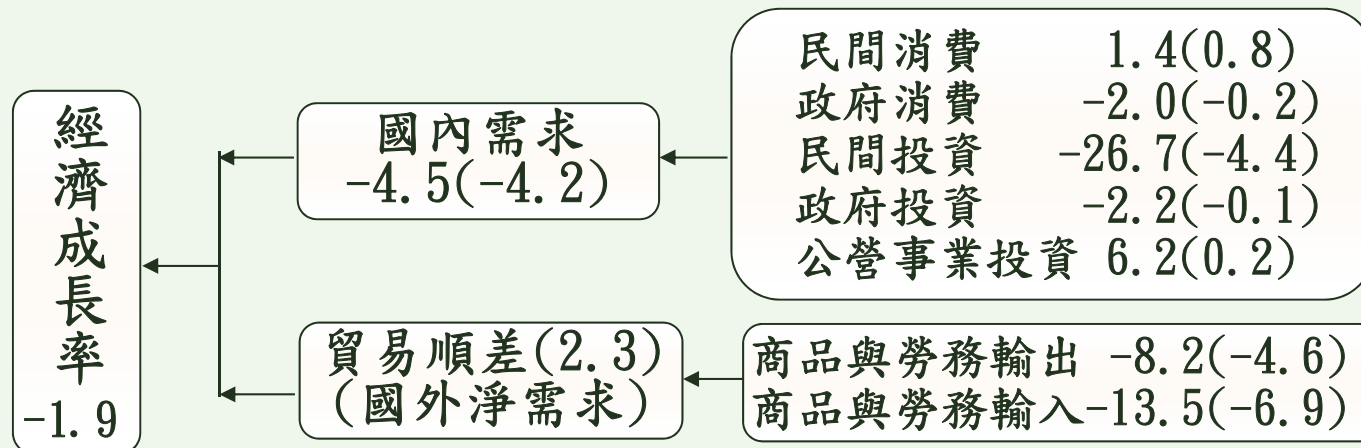 經濟成長率
-1.9
國內需求
-4.5(-4.2)
民間消費 1.4(0.8)
政府消費 -2.0(-0.2)
民間投資 -26.7(-4.4)
政府投資 -2.2(-0.1)
公營事業投資 6.2(0.2)
貿易順差(2.3)
(國外淨需求)
商品與勞務輸出 -8.2(-4.6)
商品與勞務輸入-13.5(-6.9)